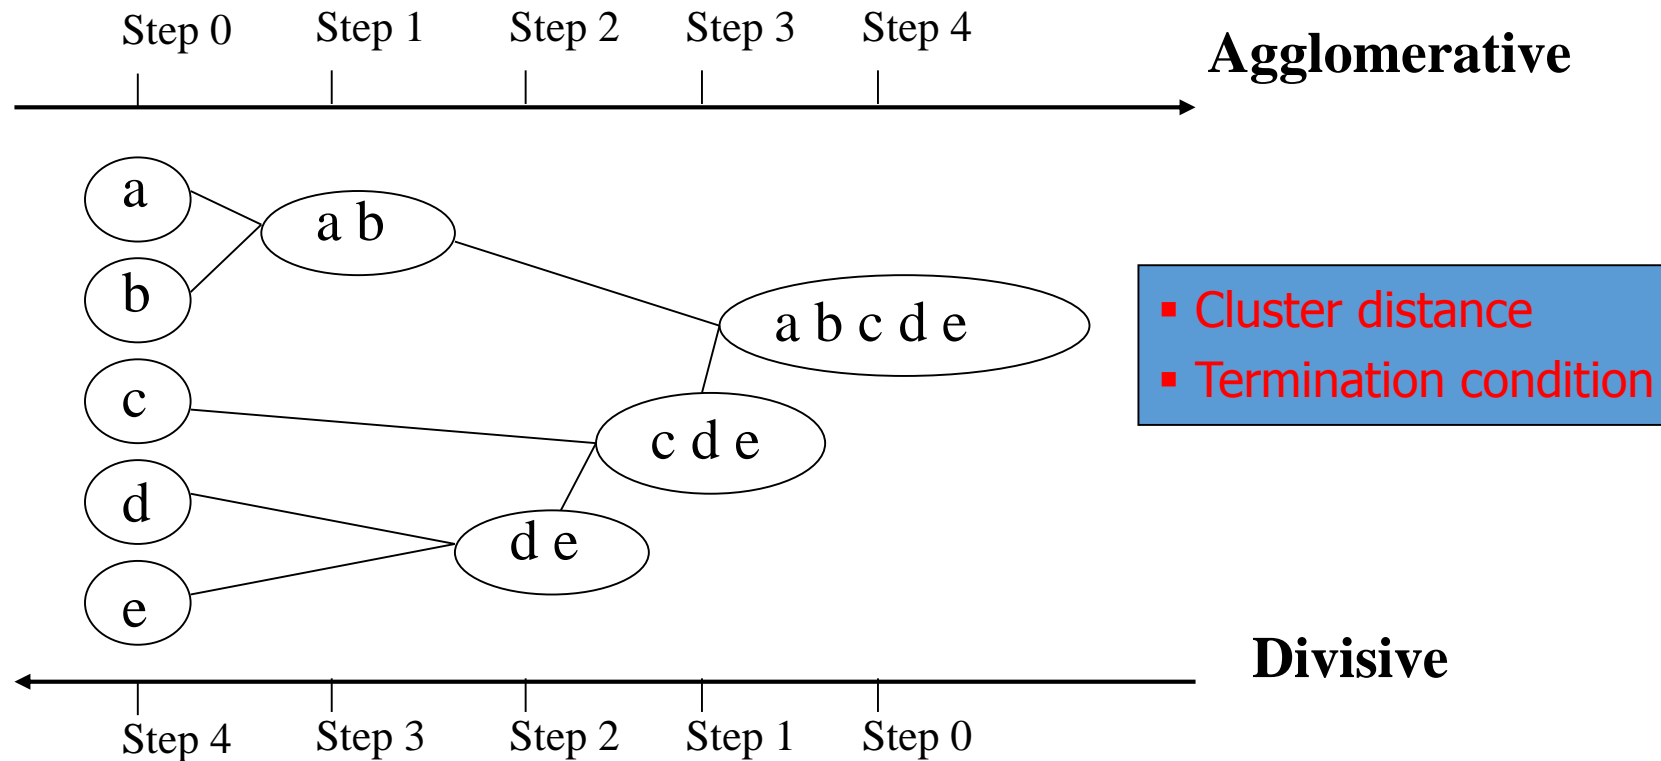 Step 0 Step 1 Step 2 Step 3 Step 4
Agglomerative
a
a b
b
a b c d e
▪ Cluster distance
▪ Termination condition
c
c d e
d
d e
e
Divisive
Step 4 Step 3 Step 2 Step 1 Step 0